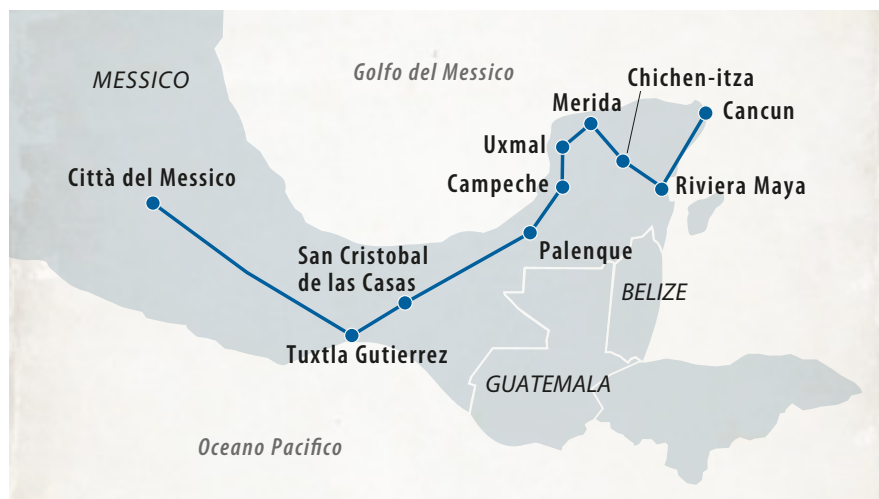 MESSICO
Golfo del Messico
Chichen-itza
Merida
Cancun
Uxmal
Città del Messico
Campeche
Riviera Maya
San Cristobal
de las Casas
Palenque
BELIZE
Tuxtla Gutierrez
GUATEMALA
Oceano Pacifico